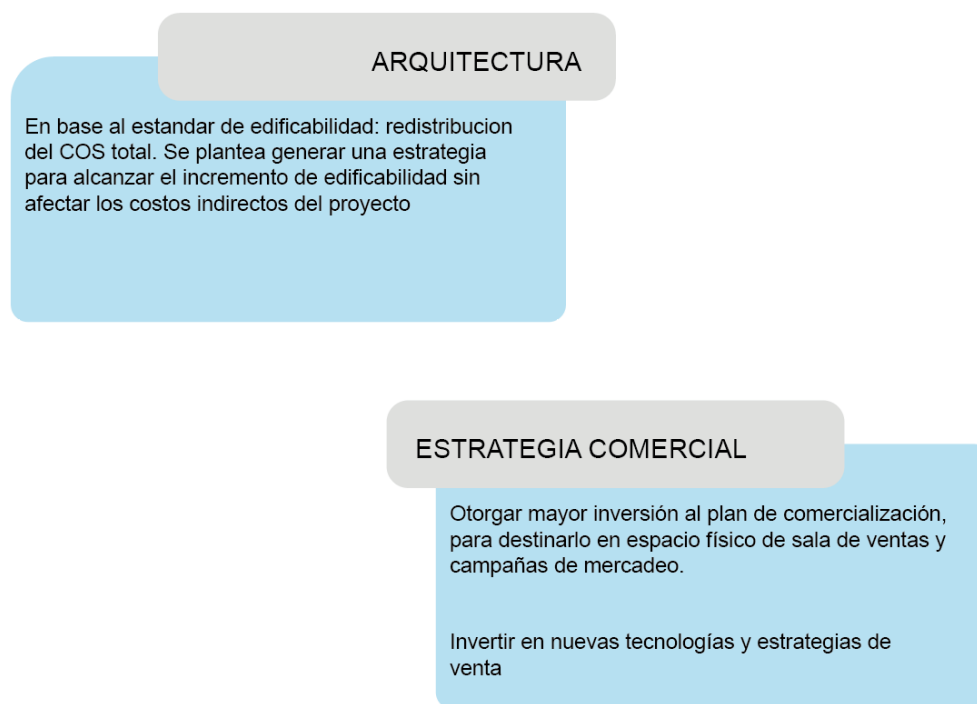 ARQUITECTURA
En base al estandar de edificabilidad: redistribucion
del COS total. Se plantea generar una estrategia
para alcanzar el incremento de edificabilidad sin
afectar los costos indirectos del proyecto
ESTRATEGIA COMERCIAL
Otorgar mayor inversión al plan de comercialización,
para destinarlo en espacio físico de sala de ventas y
campañas de mercadeo.
Invertir en nuevas tecnologías y estrategias de
venta